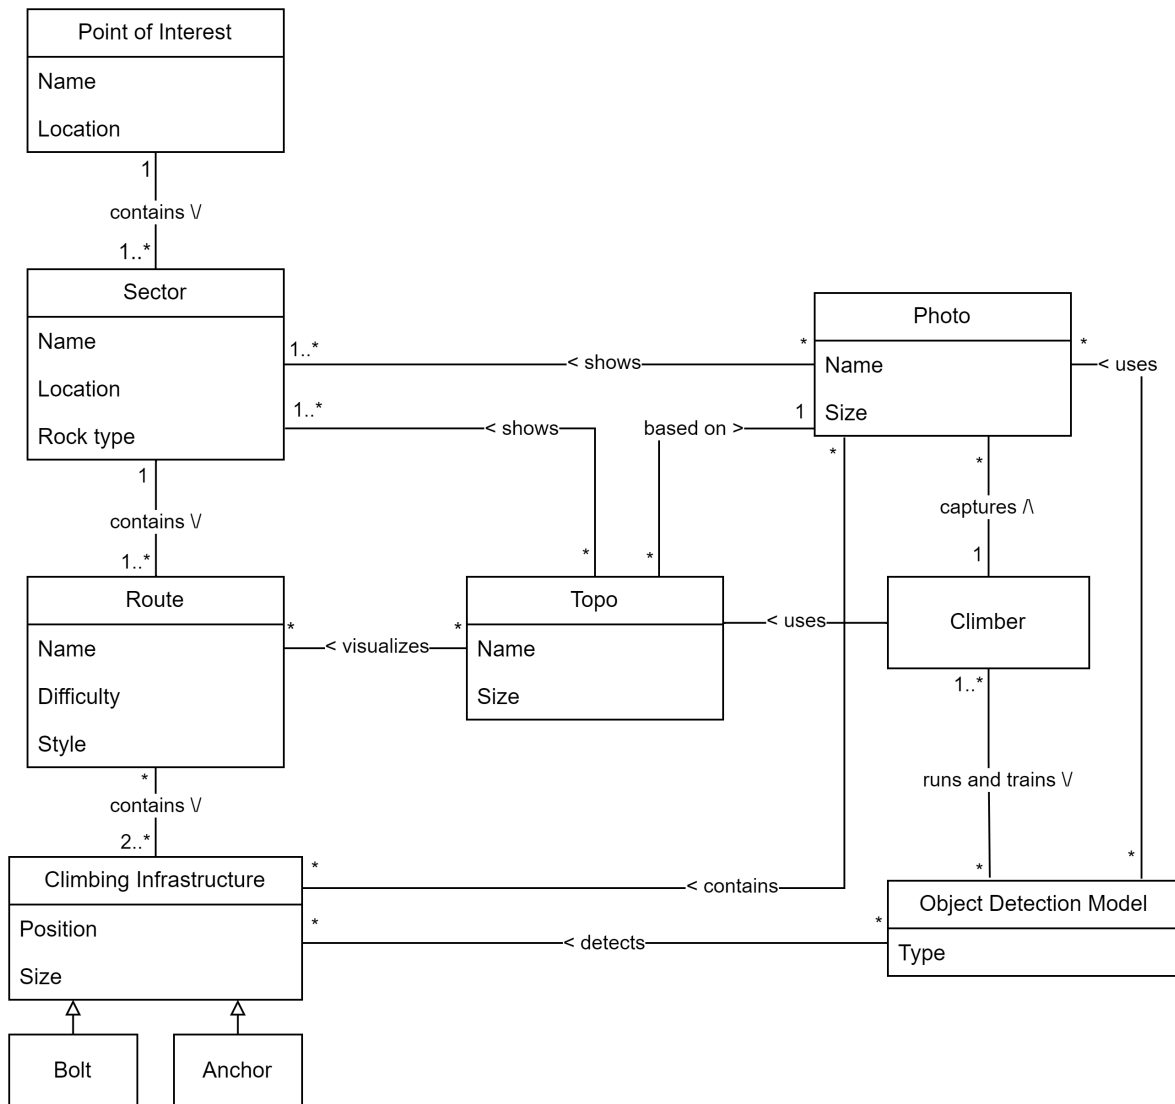 Point of Interest
Name
Location
1
contains \/
1..*
Sector
Name
Location
Rock type
1..*
< shows
*
Photo
Name
Size
*
< uses
1..*
< shows
*
based on >
1
*
1
contains \/
1..*
*
*
captures /\
1
Route
Name
Difficulty
Style
*
< visualizes
*
Topo
Name
Size
< uses
Climber
1..*
runs and trains \/
*
*
*
contains \/
2..*
Climbing Infrastructure
Position
Size
*
< contains
*
< detects
*
Object Detection Model
Type
Bolt
Anchor